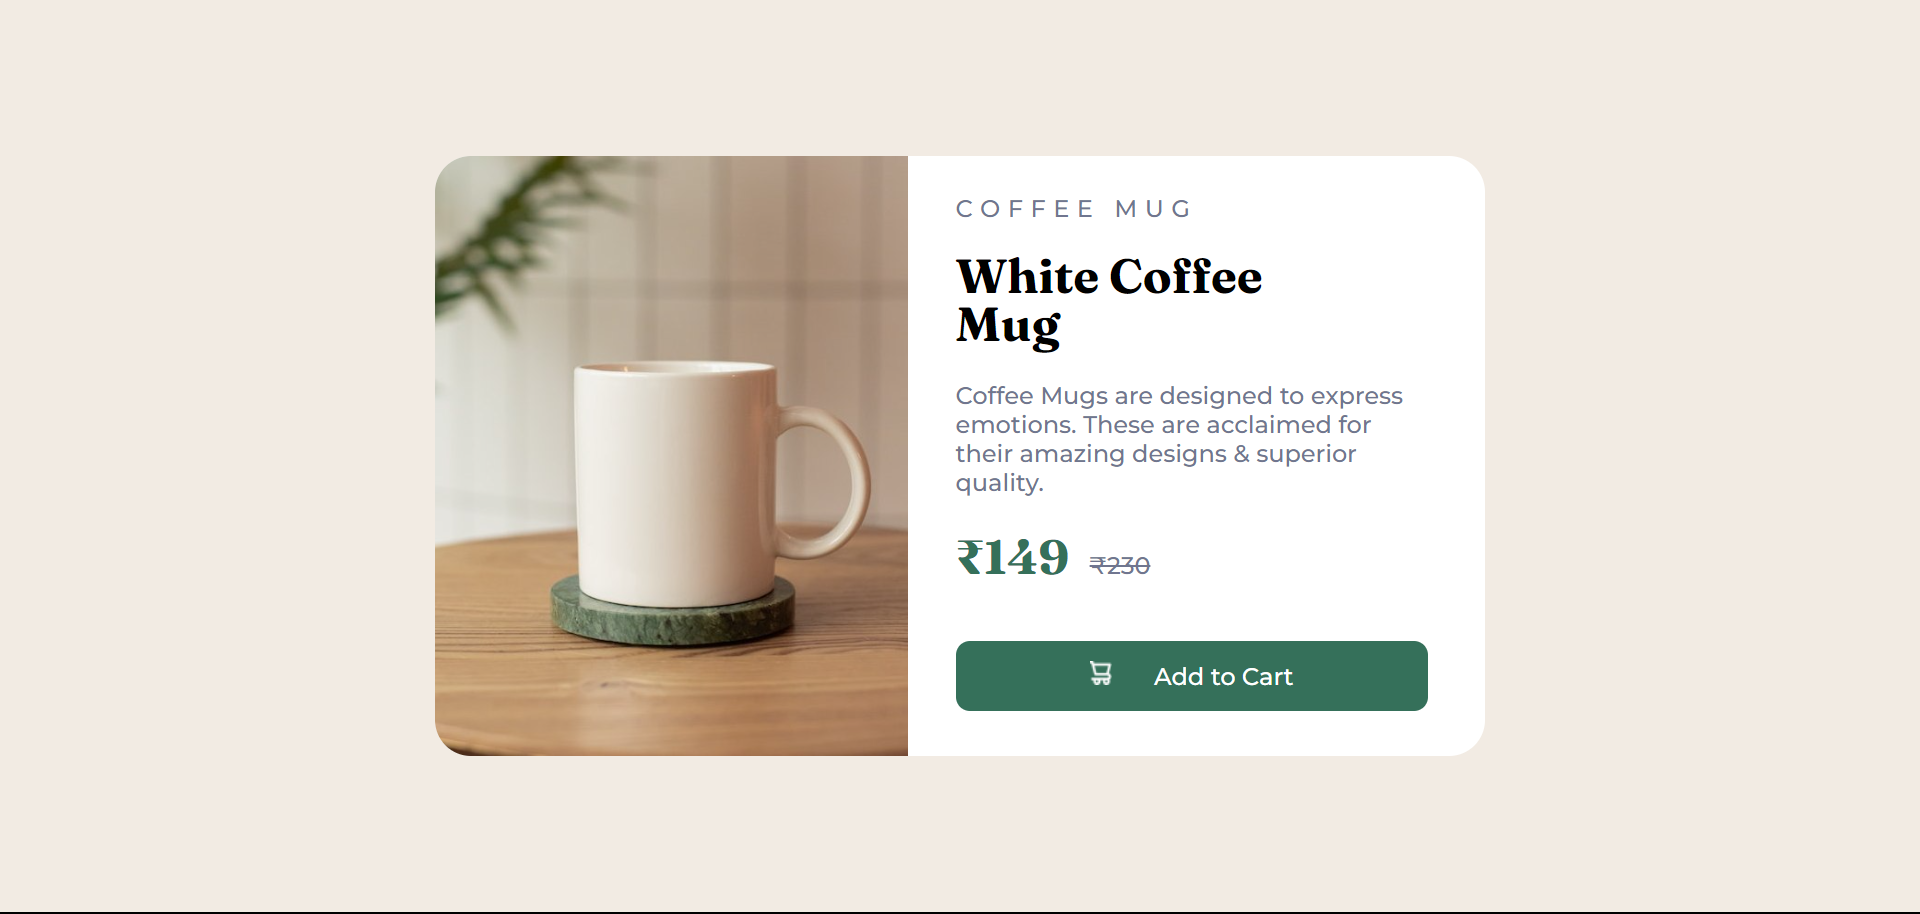 COFFEE MUG
White Coffee
Mug
Coffee Mugs are designed to express
emotions. These are acclaimed for
their amazing designs & superior
quality.
₹149 ₹230
Add to Cart